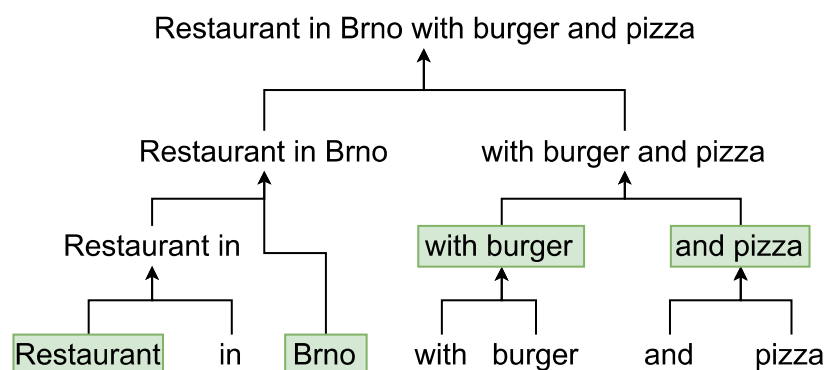 Restaurant in Brno with burger and pizza
Restaurant in Brno
with burger and pizza
Restaurant in
with burger
and pizza
Restaurant
in
Brno
with
burger
and
pizza